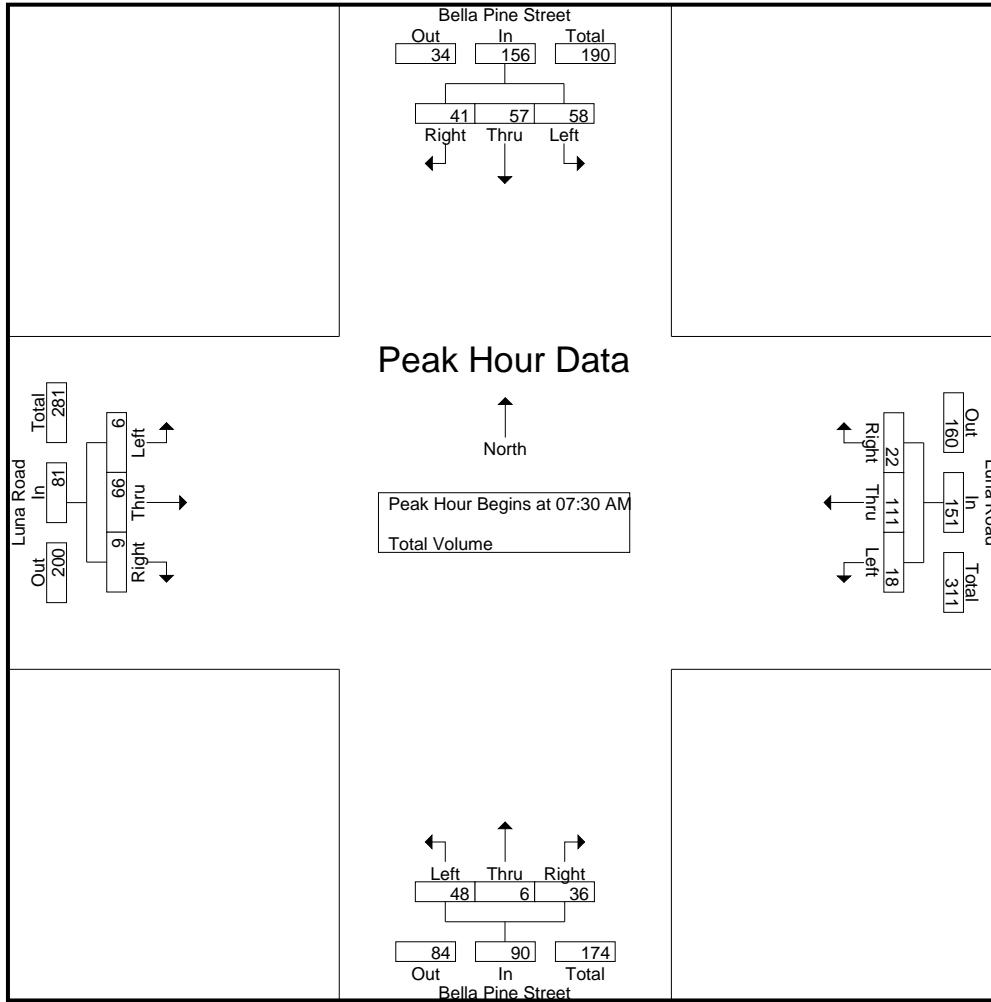 Bella Pine Street
Out In Total
34 156 190
41 57 58
Right Thru Left
Peak Hour Data
North
Peak Hour Begins at 07:30 AM
Total Volume
Luna Road
Total In Out
281 81 200
6 66 9
Left Thru Right
Right Thru Left
22 111 18
160 151 311
Out In Total
Luna Road
Left Thru Right
48 6 36
84 90 174
Out In Total
Bella Pine Street